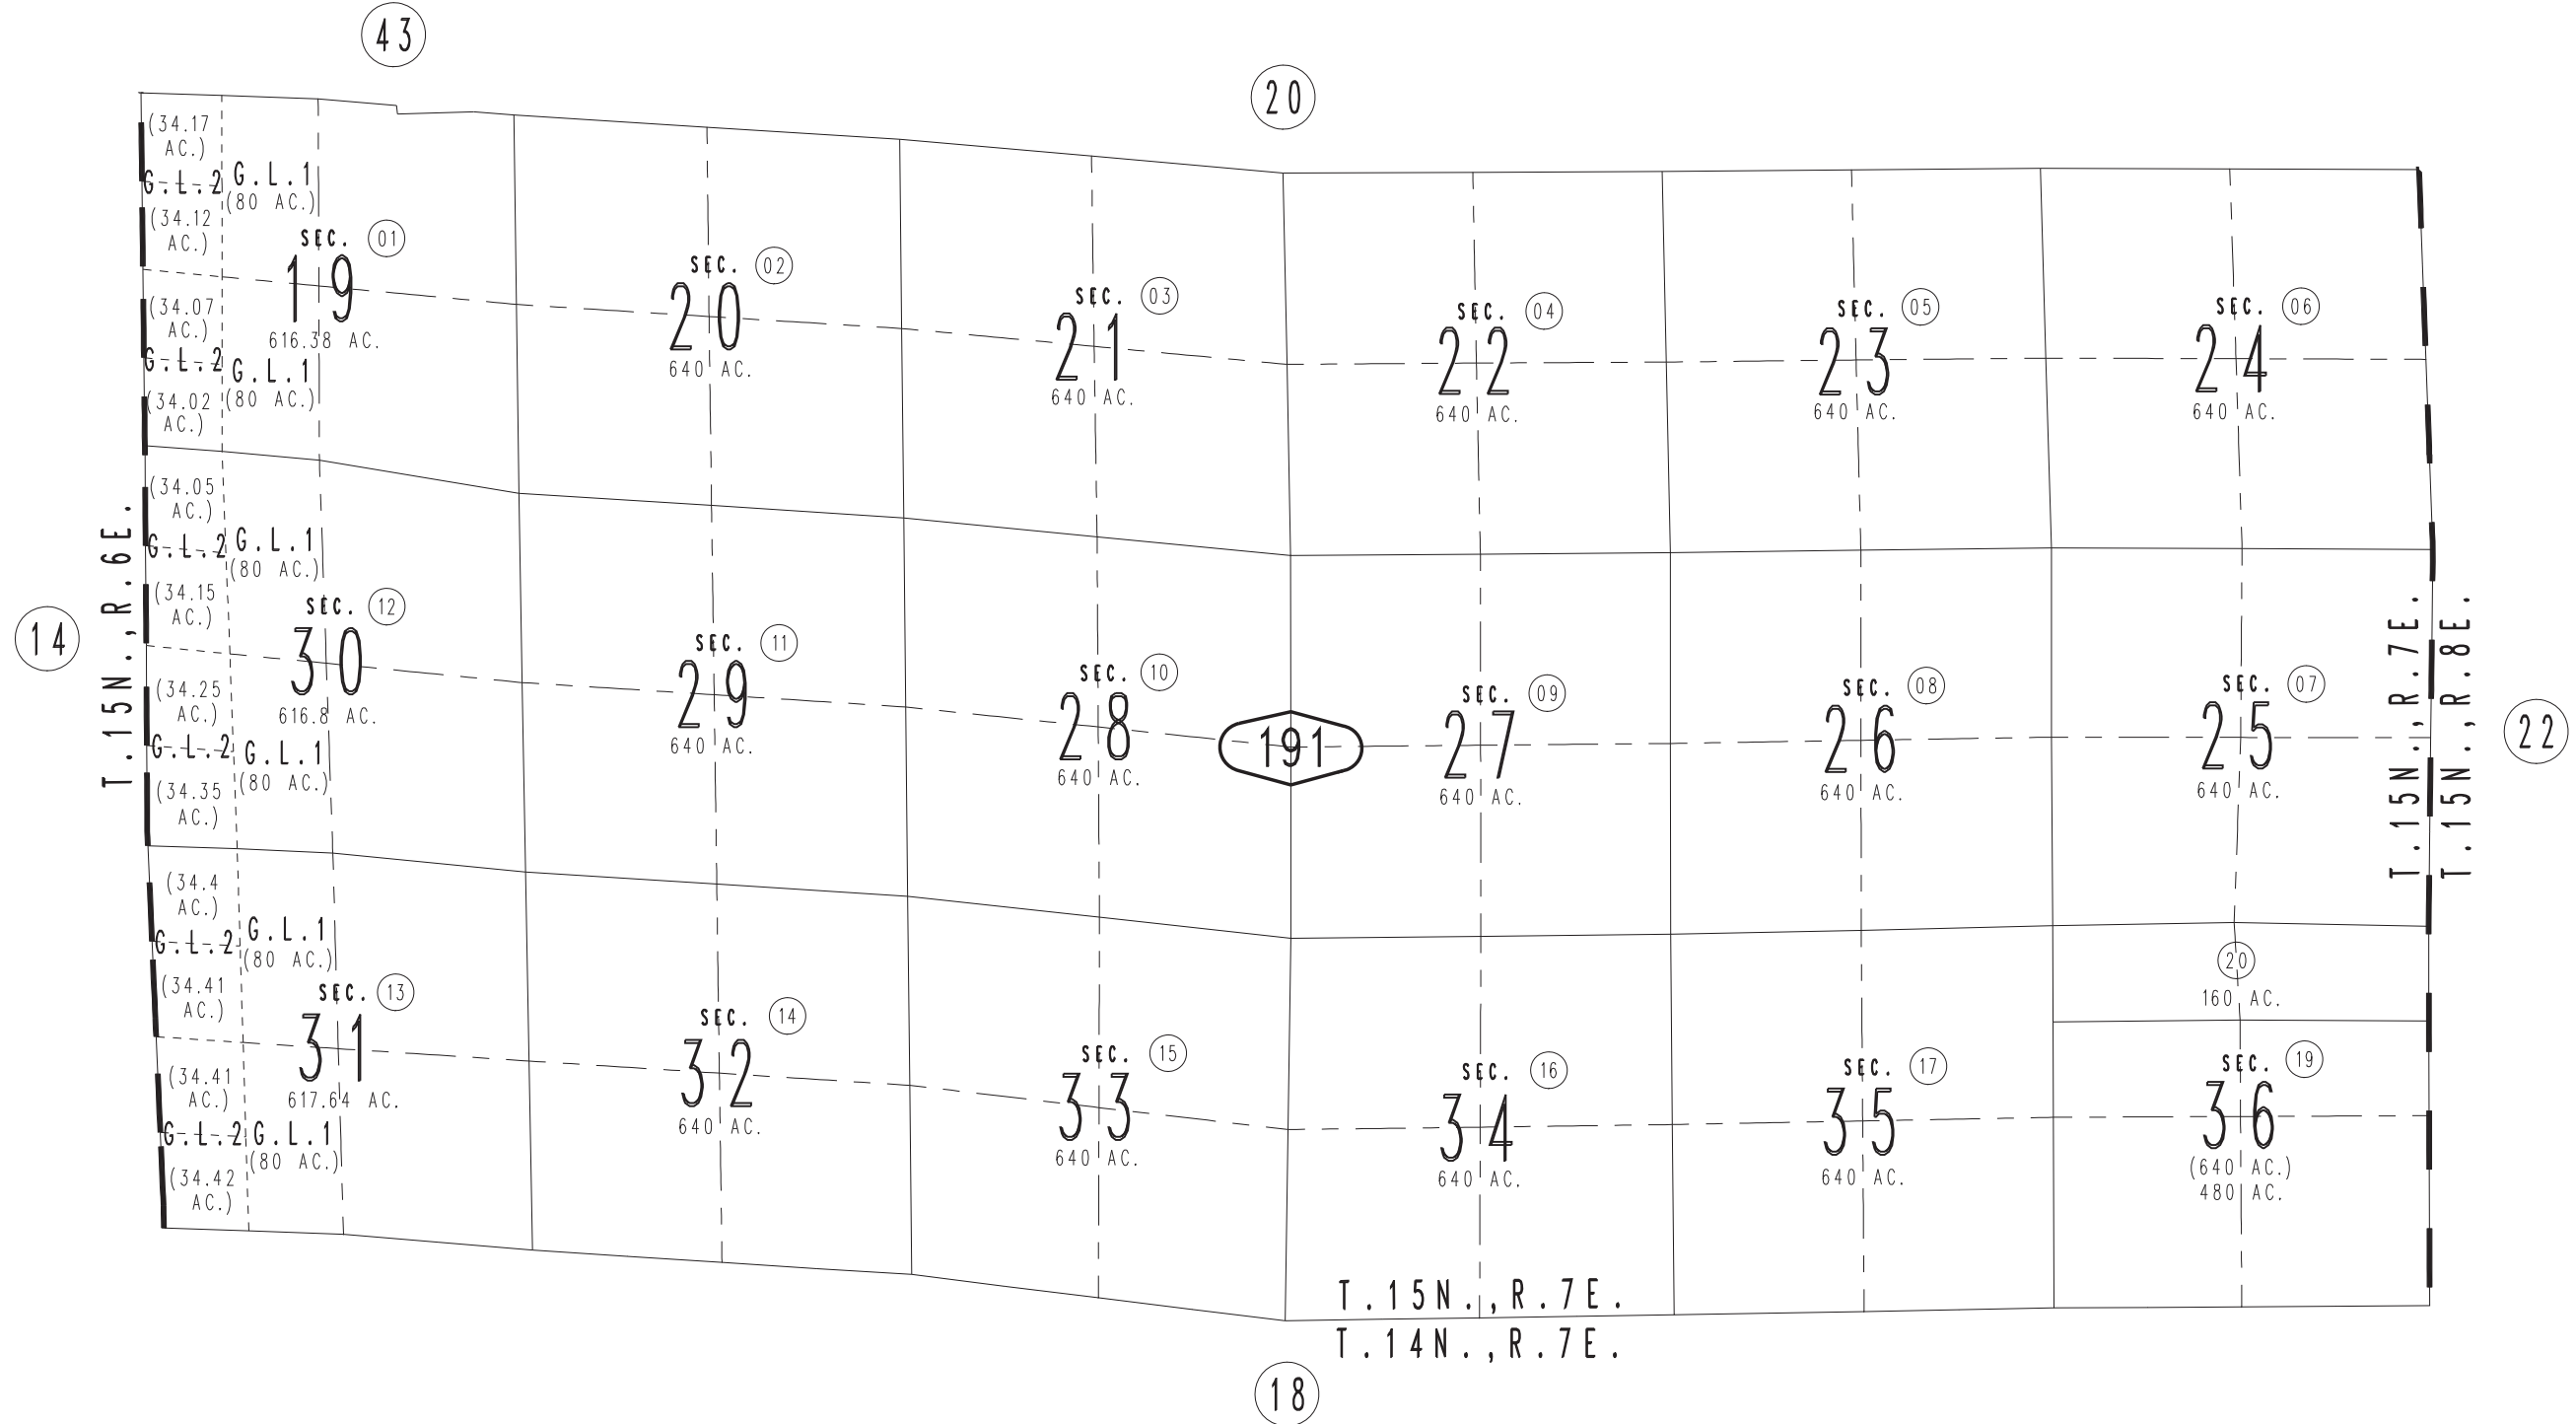 43
20
(34.17
AC.)
G.L.2
G.L.1
(80 AC.)
(34.12
AC.)
SEC. 01
19
616.38 AC.
(34.07
AC.)
G.L.2
G.L.1
(80 AC.)
(34.02
AC.)
SEC. 02
20
640 AC.
SEC. 03
21
640 AC.
SEC. 04
22
640 AC.
SEC. 05
23
640 AC.
SEC. 06
24
640 AC.
14
T.15N.,R.6E.
(34.05
AC.)
G.L.2
G.L.1
(80 AC.)
(34.15
AC.)
SEC. 12
30
616.8 AC.
(34.25
AC.)
G.L.2
G.L.1
(80 AC.)
(34.35
AC.)
SEC. 11
29
640 AC.
SEC. 10
28
640 AC.
191
SEC. 09
27
640 AC.
SEC. 08
26
640 AC.
SEC. 07
25
640 AC.
T.15N.,R.7E.
T.15N.,R.8E.
22
(34.4
AC.)
G.L.2
G.L.1
(80 AC.)
(34.41
AC.)
SEC. 13
31
617.64 AC.
(34.41
AC.)
G.L.2
G.L.1
(80 AC.)
(34.42
AC.)
SEC. 14
32
640 AC.
SEC. 15
33
640 AC.
SEC. 16
34
640 AC.
SEC. 17
35
640 AC.
20
160 AC.
SEC. 19
36
(640 AC.)
480 AC.
T.15N.,R.7E.
T.14N.,R.7E.
18